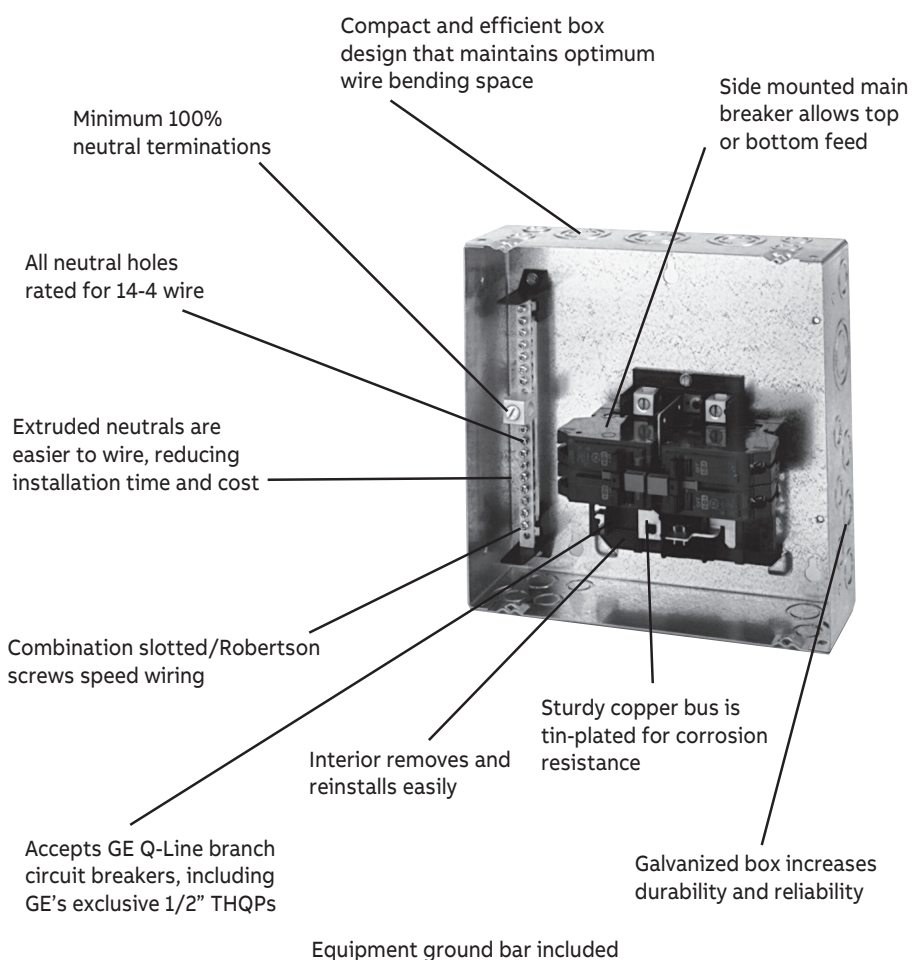 Compact and efficient box
design that maintains optimum
wire bending space
Side mounted main
breaker allows top
or bottom feed
Minimum 100%
neutral terminations
All neutral holes
rated for 14-4 wire
Extruded neutrals are
easier to wire, reducing
installation time and cost
Combination slotted/Robertson
screws speed wiring
Sturdy copper bus is
tin-plated for corrosion
resistance
Interior removes and
reinstalls easily
Accepts GE Q-Line branch
circuit breakers, including
GE’s exclusive 1/2” THQPs
Galvanized box increases
durability and reliability
Equipment ground bar included